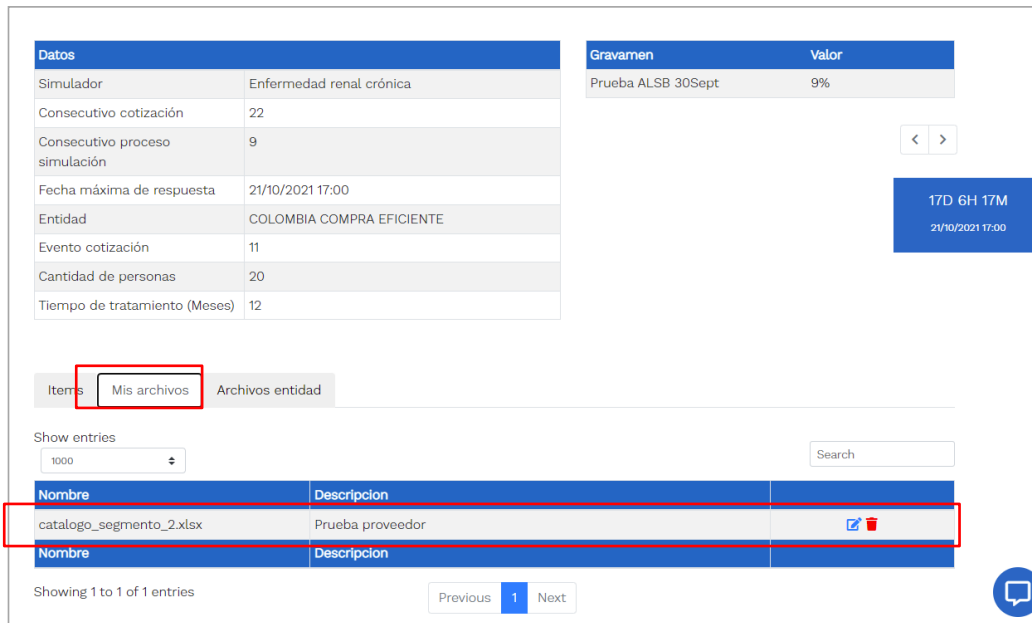 Datos
Simulador Enfermedad renal crónica
Consecutivo cotización 22
Consecutivo proceso simulación 9
Fecha máxima de respuesta 21/10/2021 17:00
Entidad COLOMBIA COMPRA EFICIENTE
Evento cotización 11
Cantidad de personas 20
Tiempo de tratamiento (Meses) 12
Gravamen Valor
Prueba ALSB 30Sept 9%
17D 6H 17M
21/10/2021 17:00
Items Mis archivos Archivos entidad
Show entries
1000
Search
Nombre Descripcion
catalogo_segmento_2.xlsx Prueba proveedor
Nombre Descripcion
Showing 1 to 1 of 1 entries
Previous 1 Next